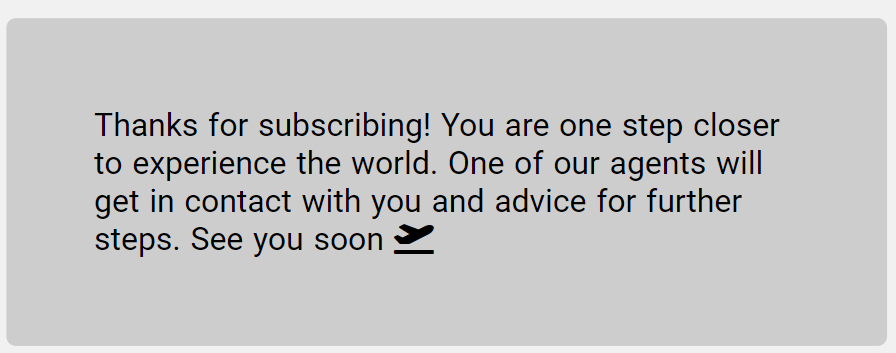 Thanks for subscribing! You are one step closer
to experience the world. One of our agents will
get in contact with you and advice for further
steps. See you soon